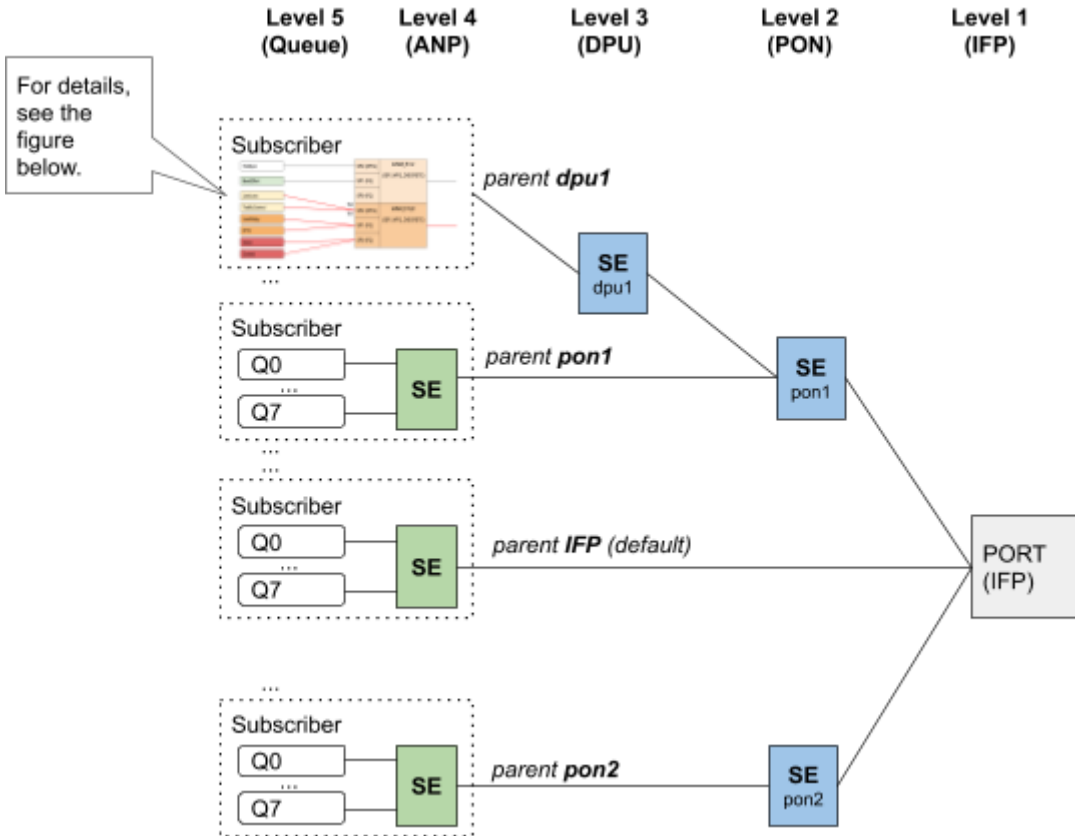 Level 5 Level 4 Level 3 Level 2 Level 1
(Queue) (ANP) (DPU) (PON) (IFP)
For details,
see the
figure
below.
Subscriber
parent dpu1
SE
dpu1
...
Subscriber
Q0
...
Q7
SE
parent pon1
SE
pon1
...
...
Subscriber
Q0
...
Q7
SE
parent IFP (default)
PORT
(IFP)
...
Subscriber
Q0
...
Q7
SE
parent pon2
SE
pon2